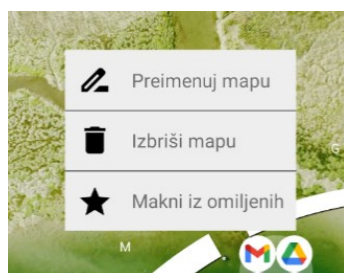 Preimenuj mapu
Izbriši mapu
Makni iz omiljenih
G
M